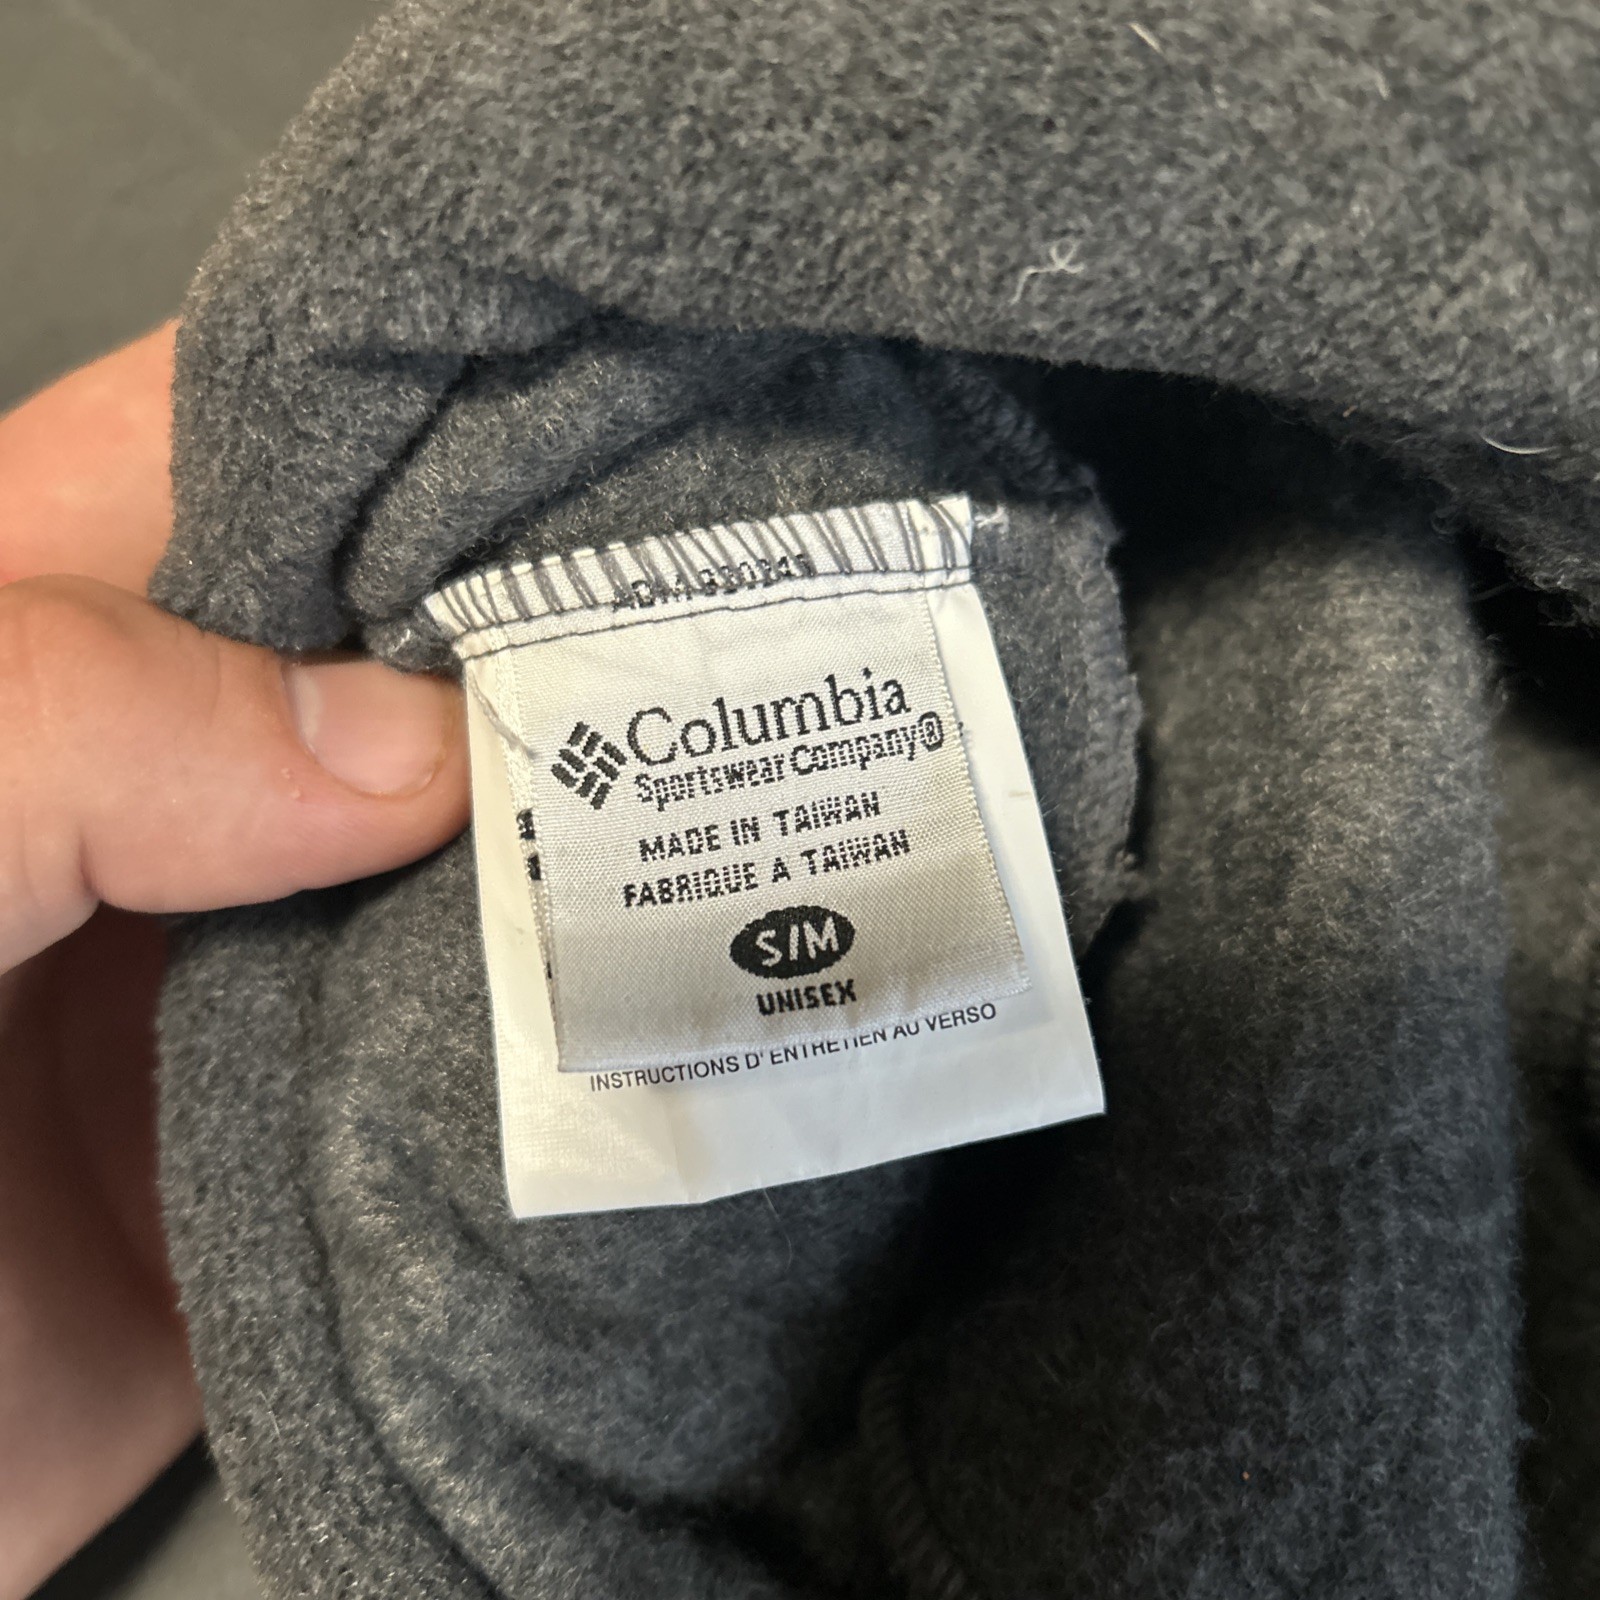 Columbia
Sportswear Company®
MADE IN TAIWAN
FABRIQUE A TAIWAN
S/M
UNISEX
INSTRUCTIONS D'ENTRETIEN AU VERSO